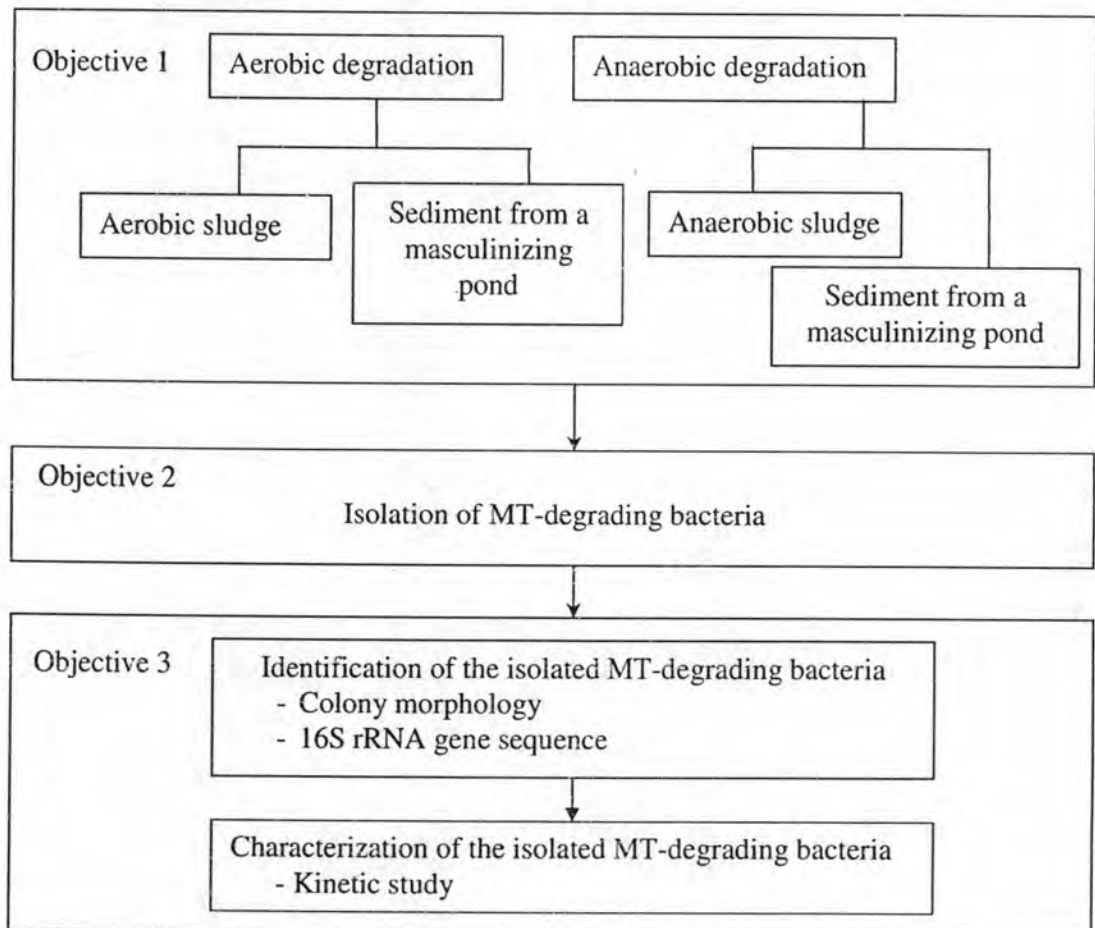 Objective 1
Aerobic degradation
Anaerobic degradation
Aerobic sludge
Sediment from a
masculinizing
pond
Anaerobic sludge
Sediment from a
masculinizing pond
Objective 2
Isolation of MT-degrading bacteria
Objective 3
Identification of the isolated MT-degrading bacteria
- Colony morphology
- 16S rRNA gene sequence
Characterization of the isolated MT-degrading bacteria
- Kinetic study